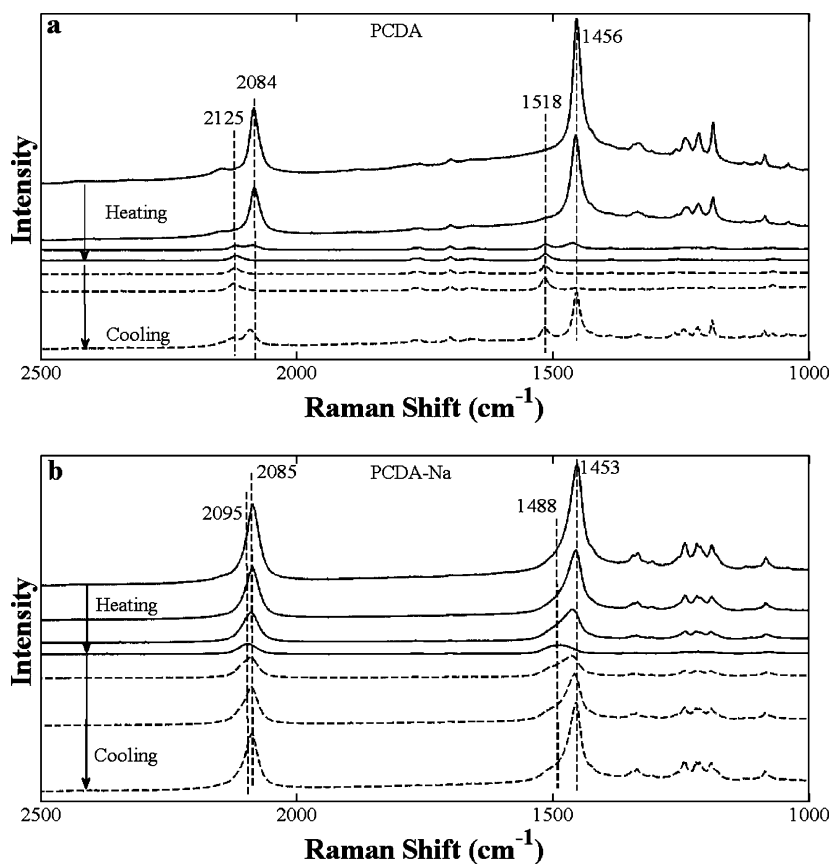 a
PCDA
1456
2084
2125
1518
Intensity
Heating
Cooling
2500
2000
1500
1000
Raman Shift (cm-1)
b
PCDA-Na
2085
1453
2095
1488
Intensity
Heating
Cooling
2500
2000
1500
1000
Raman Shift (cm-1)